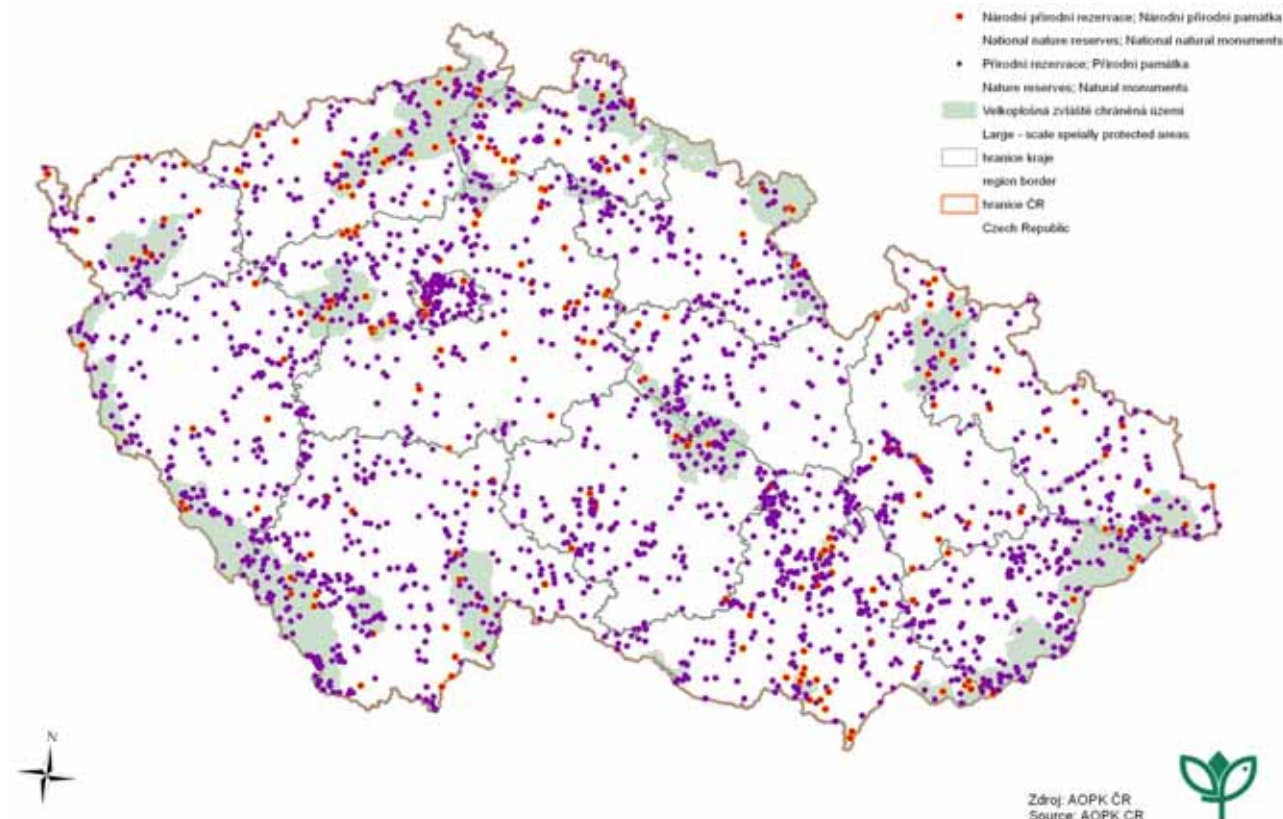 Národní přírodní rezervace; Národní přírodní památka
National nature reserves; National natural monuments
Přírodní rezervace; Přírodní památka
Nature reserves; Natural monuments
Velkoplošná zvláště chráněná území
Large - scale speially protected areas
hranice kraje
region border
hranice ČR
Czech Republic
N
Zdroj: AOPK ČR
Source: AOPK CR